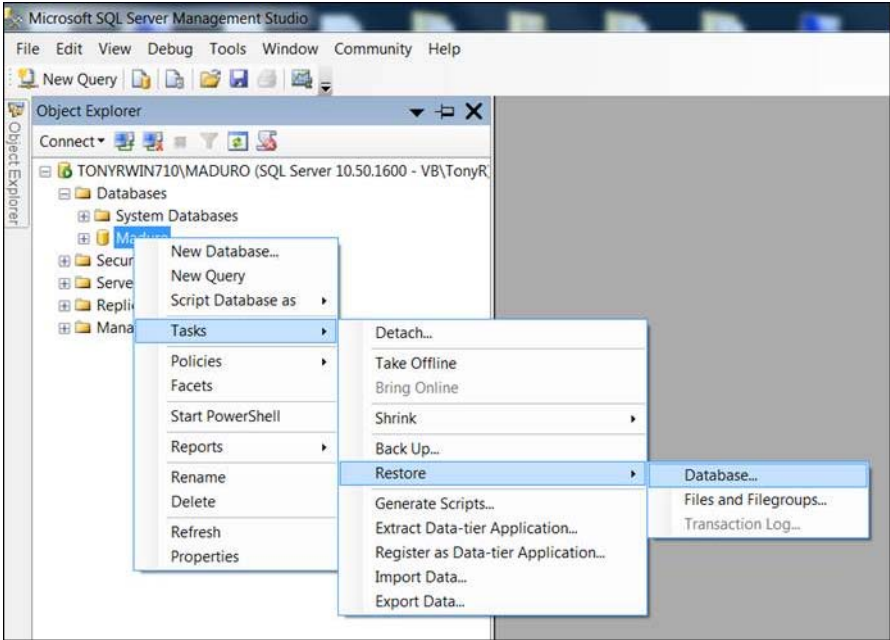 Microsoft SQL Server Management Studio
File Edit View Debug Tools Window Community Help
New Query
Object Explorer
Object Explorer
Connect
TONYRWIN710\MADURO (SQL Server 10.50.1600 - VB\TonyR
Databases
System Databases
Maduro
Secur
Serve
Repli
Mana
New Database...
New Query
Script Database as
Tasks
Policies
Facets
Start PowerShell
Reports
Rename
Delete
Refresh
Properties
Detach...
Take Offline
Bring Online
Shrink
Back Up...
Restore
Generate Scripts...
Extract Data-tier Application...
Register as Data-tier Application...
Import Data...
Export Data...
Database...
Files and Filegroups...
Transaction Log...